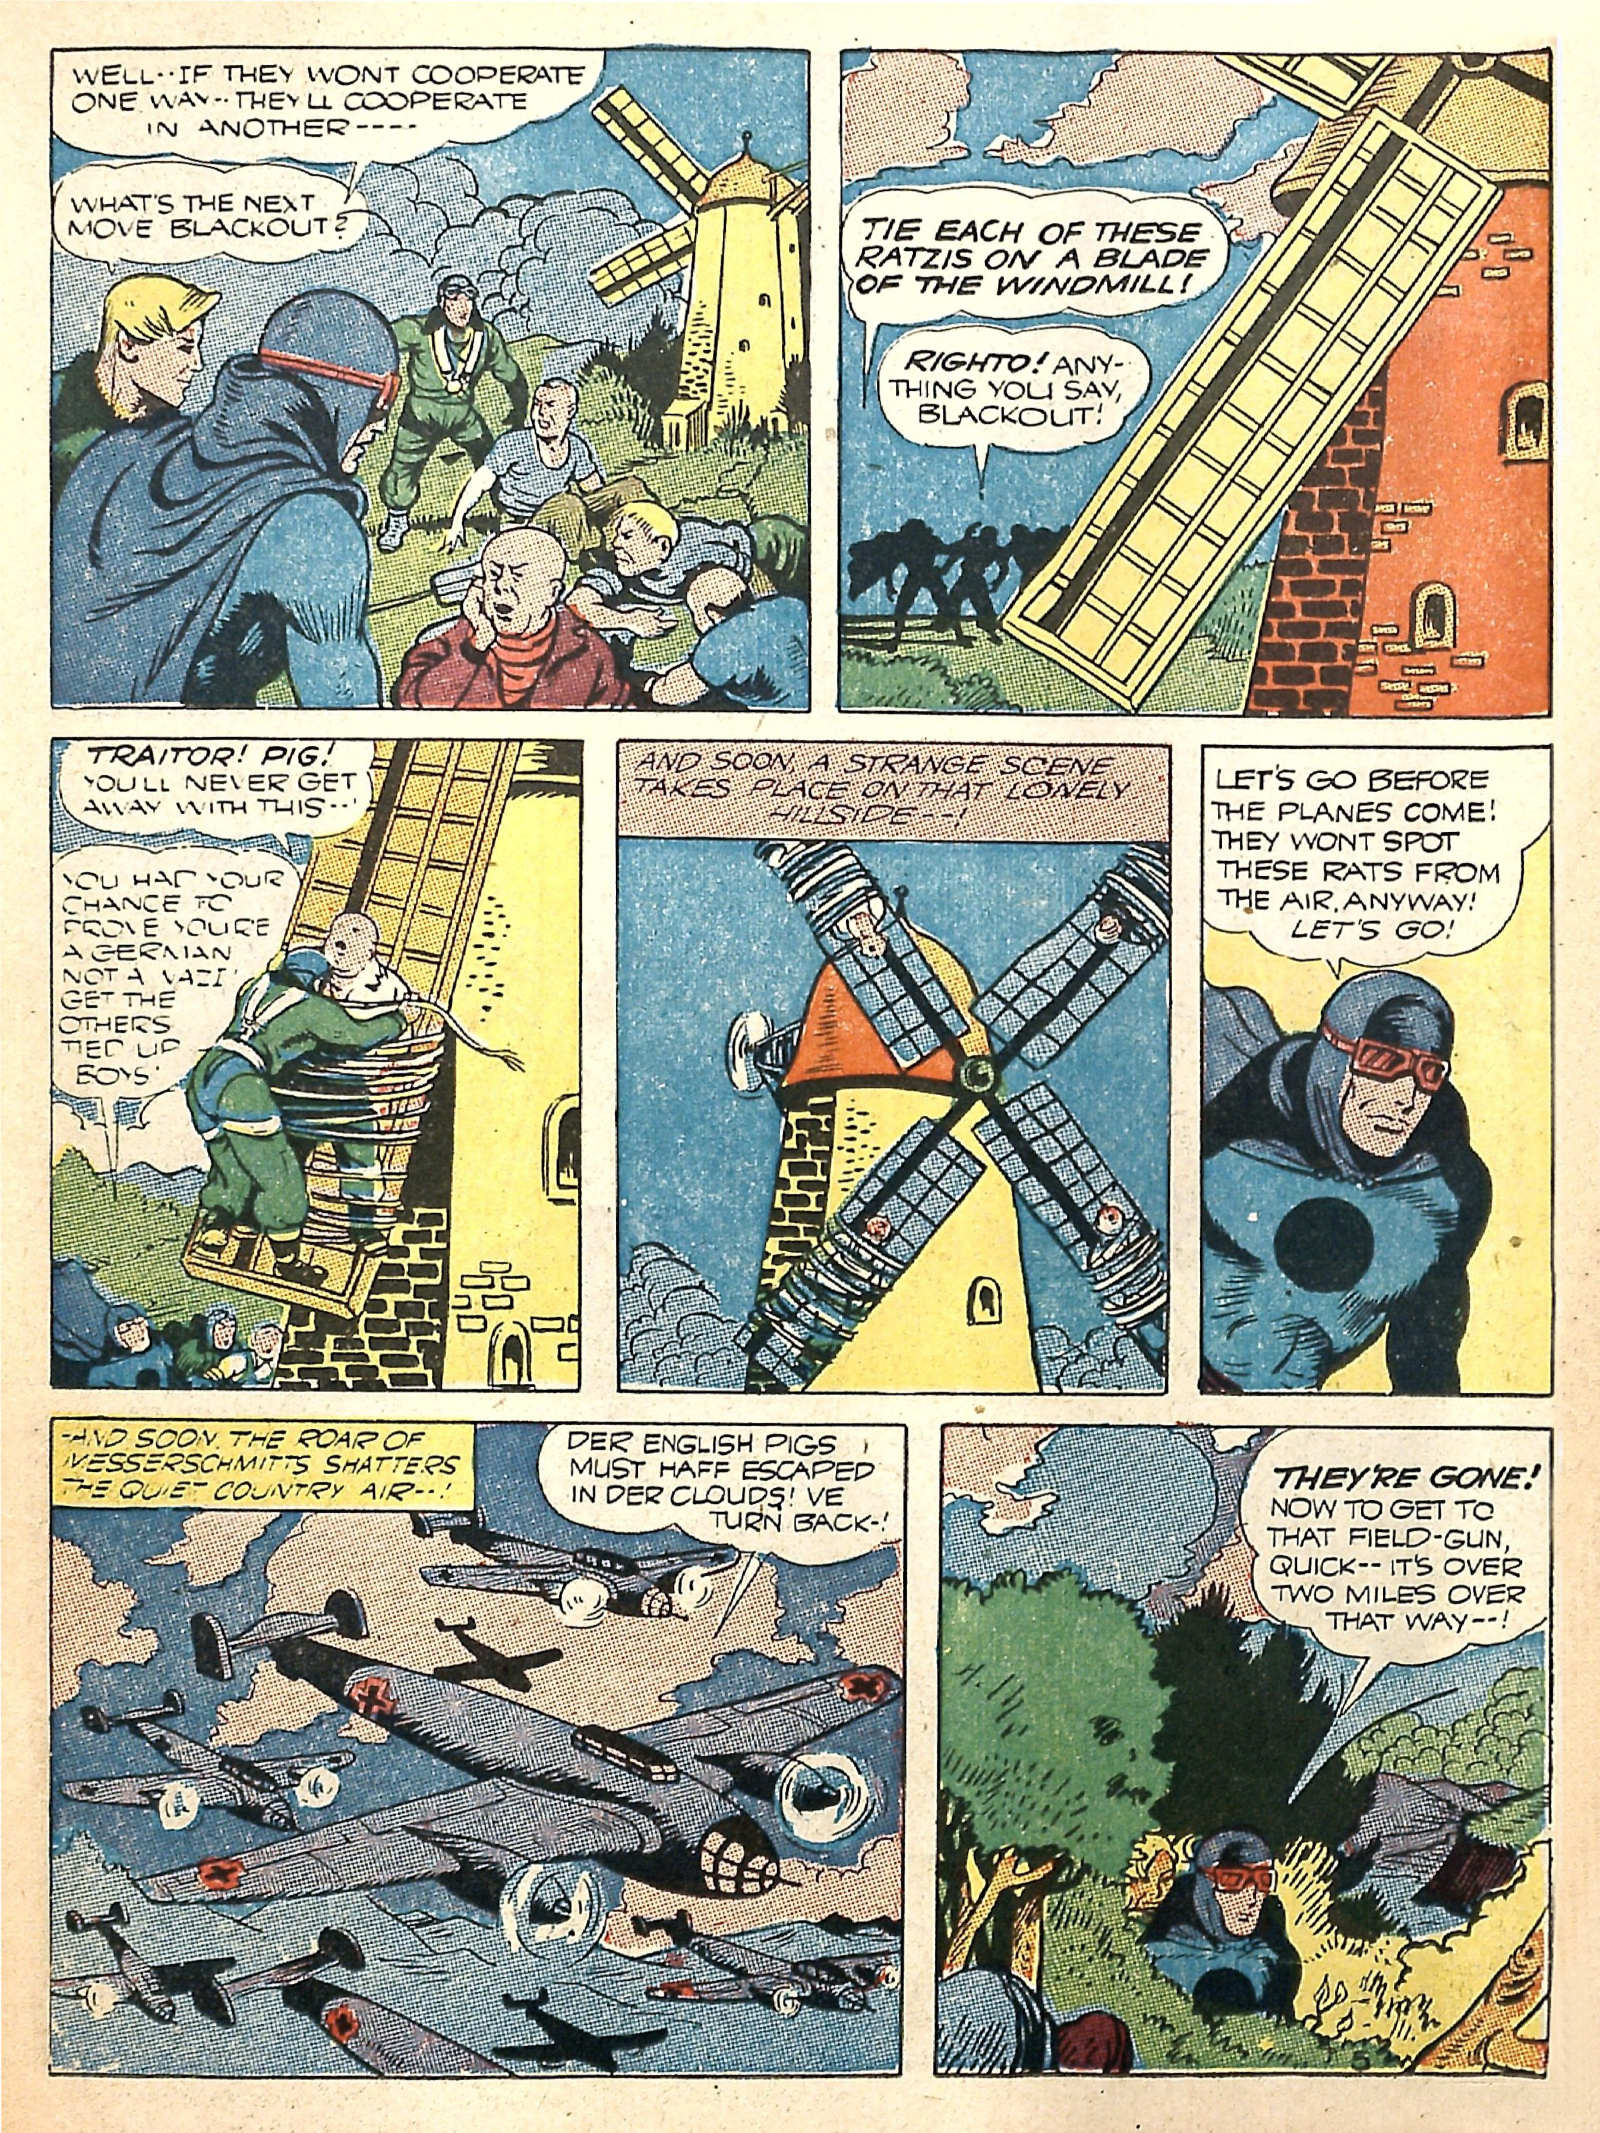 WELL--IF THEY WONT COOPERATE
ONE WAY--THEY'LL COOPERATE
IN ANOTHER----
WHAT'S THE NEXT
MOVE BLACKOUT?
TIE EACH OF THESE
RATZIS ON A BLADE
OF THE WINDMILL!
RIGHTO! ANY-
THING YOU SAY,
BLACKOUT!
TRAITOR! PIG!
YOU'LL NEVER GET
AWAY WITH THIS--'
YOU HAD YOUR
CHANCE TO
PROVE YOU'RE
A GERMAN
NOT A NAZI!
GET THE
OTHERS
TIED UP
BOYS!
AND SOON, A STRANGE SCENE
TAKES PLACE ON THAT LONELY
HILLSIDE--!
LET'S GO BEFORE
THE PLANES COME!
THEY WONT SPOT
THESE RATS FROM
THE AIR, ANYWAY!
LET'S GO!
-AND SOON, THE ROAR OF
MESSERSCHMITTS SHATTERS
THE QUIET COUNTRY AIR--!
DER ENGLISH PIGS
MUST HAFF ESCAPED
IN DER CLOUDS! VE
TURN BACK-!
THEY'RE GONE!
NOW TO GET TO
THAT FIELD-GUN,
QUICK-- IT'S OVER
TWO MILES OVER
THAT WAY--!